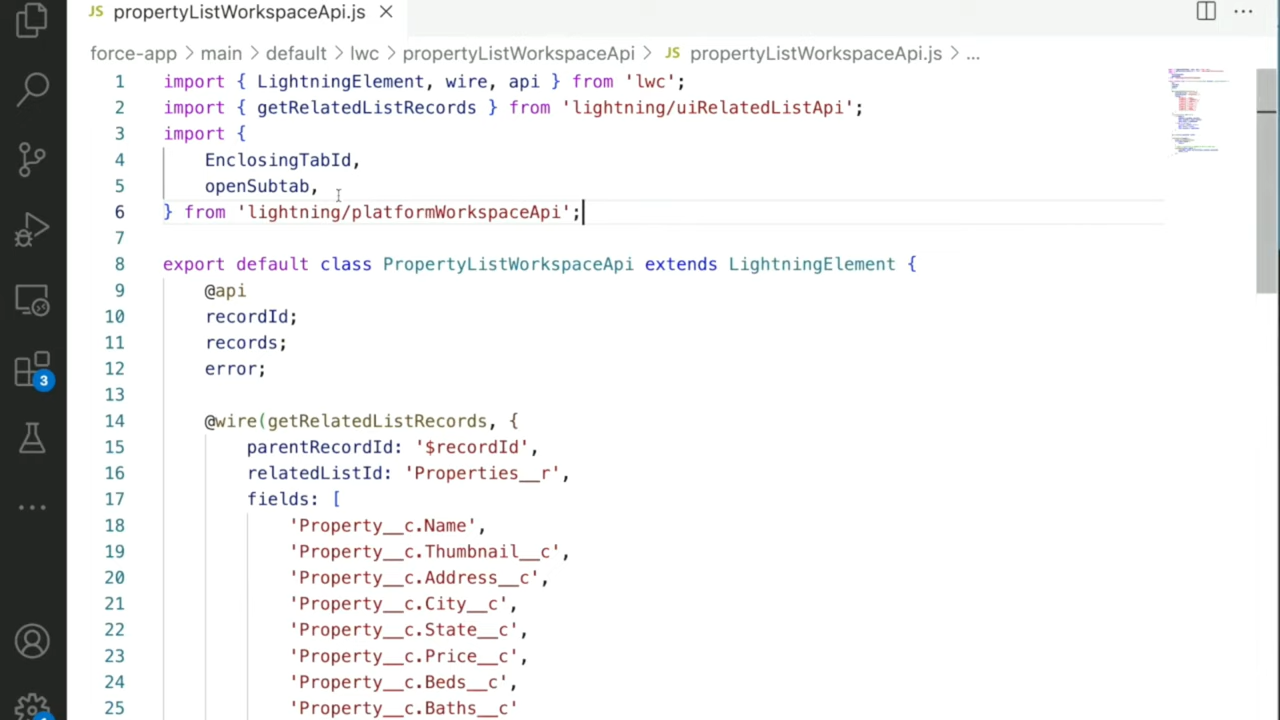 JS propertyListWorkspaceApi.js
force-app > main > default > lwc > propertyListWorkspaceApi > JS propertyListWorkspaceApi.js > ...
1 import { LightningElement, wire, api } from 'lwc';
2 import { getRelatedListRecords } from 'lightning/uiRelatedListApi';
3 import {
4 EnclosingTabId,
5 openSubtab,
6 } from 'lightning/platformWorkspaceApi';
7
8 export default class PropertyListWorkspaceApi extends LightningElement {
9 @api
10 recordId;
11 records;
12 error;
13
14 @wire(getRelatedListRecords, {
15 parentRecordId: '$recordId',
16 relatedListId: 'Properties__r',
17 fields: [
18 'Property__c.Name',
19 'Property__c.Thumbnail__c',
20 'Property__c.Address__c',
21 'Property__c.City__c',
22 'Property__c.State__c',
23 'Property__c.Price__c',
24 'Property__c.Beds__c',
25 'Property__c.Baths__c'
3